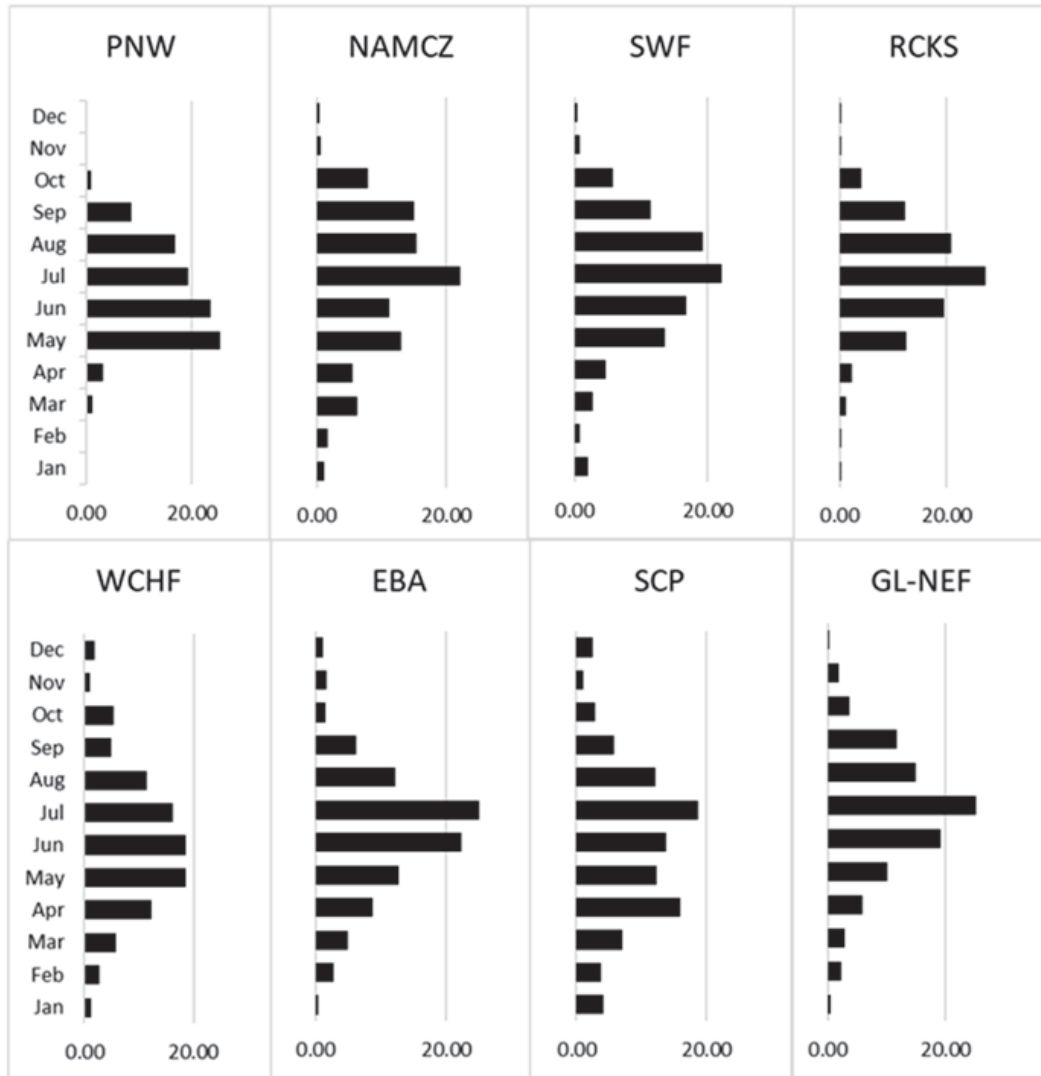 PNW NAMCZ SWF RCKS
Dec
Nov
Oct
Sep
Aug
Jul
Jun
May
Apr
Mar
Feb
Jan
0.00 20.00 0.00 20.00 0.00 20.00 0.00 20.00
WCHF EBA SCP GL-NEF
Dec
Nov
Oct
Sep
Aug
Jul
Jun
May
Apr
Mar
Feb
Jan
0.00 20.00 0.00 20.00 0.00 20.00 0.00 20.00